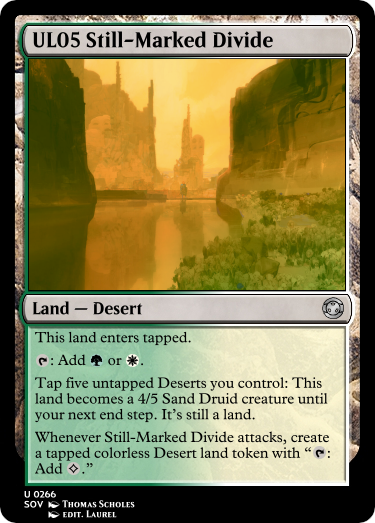 UL05 Still-Marked Divide
Land — Desert
This land enters tapped.
: Add or .
Tap five untapped Deserts you control: This
land becomes a 4/5 Sand Druid creature until
your next end step. It's still a land.
Whenever Still-Marked Divide attacks, create
a tapped colorless Desert land token with “ :
Add .”
U 0266
SOV Thomas Scholes
edit. Laurel